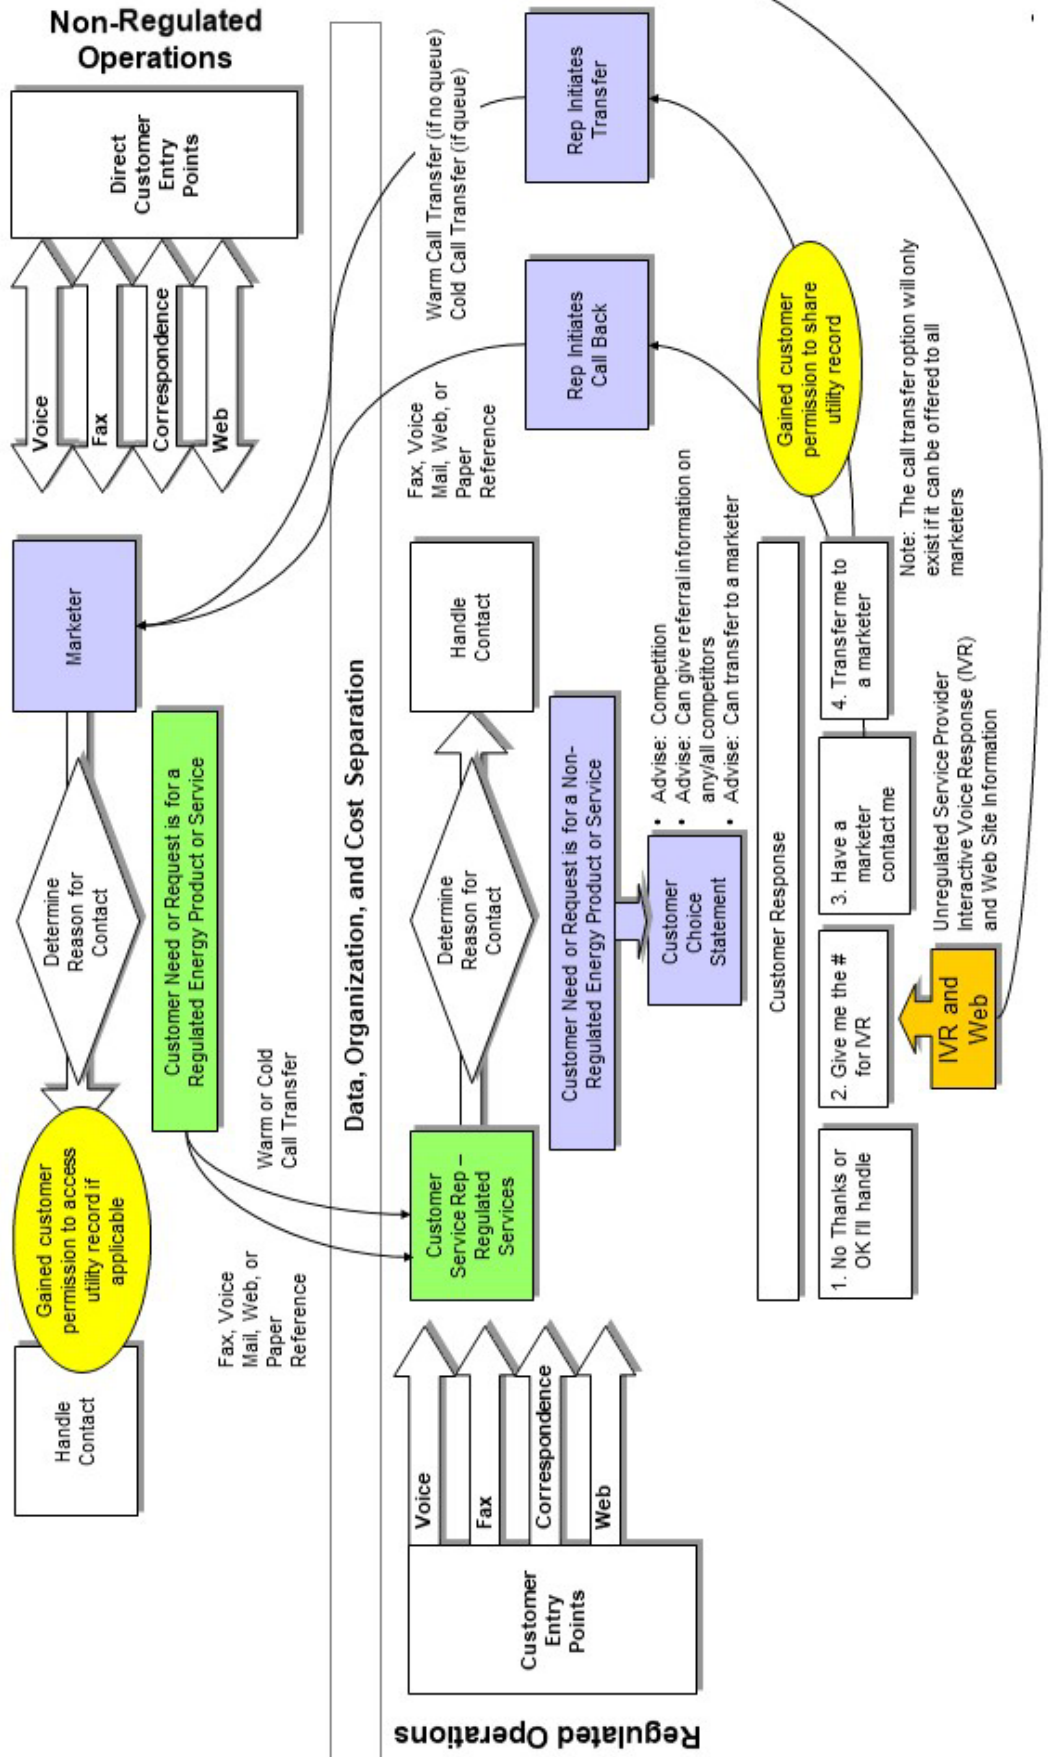 Non-Regulated
Operations
Handle
Contact
Gained customer
permission to access
utility record if
applicable
Determine
Reason for
Contact
Marketer
Voice
Fax
Correspondence
Web
Direct
Customer
Entry
Points
Customer Need or Request is for a
Regulated Energy Product or Service
Fax, Voice
Mail, Web, or
Paper
Reference
Warm or Cold
Call Transfer
Data, Organization, and Cost Separation
Regulated Operations
Customer
Entry
Points
Voice
Fax
Correspondence
Web
Customer
Service Rep –
Regulated
Services
Determine
Reason for
Contact
Handle
Contact
Fax, Voice
Mail, Web, or
Paper
Reference
Warm Call Transfer (if no queue)
Cold Call Transfer (if queue)
Customer Need or Request is for a Non-
Regulated Energy Product or Service
Rep Initiates
Call Back
Rep Initiates
Transfer
Customer
Choice
Statement
• Advise: Competition
• Advise: Can give referral information on
any/all competitors
• Advise: Can transfer to a marketer
Customer Response
Gained customer
permission to share
utility record
1. No Thanks or
OK I'll handle
2. Give me the #
for IVR
3. Have a
marketer
contact me
4. Transfer me to
a marketer
Note: The call transfer option will only
exist if it can be offered to all
marketers
IVR and
Web
Unregulated Service Provider
Interactive Voice Response (IVR)
and Web Site Information